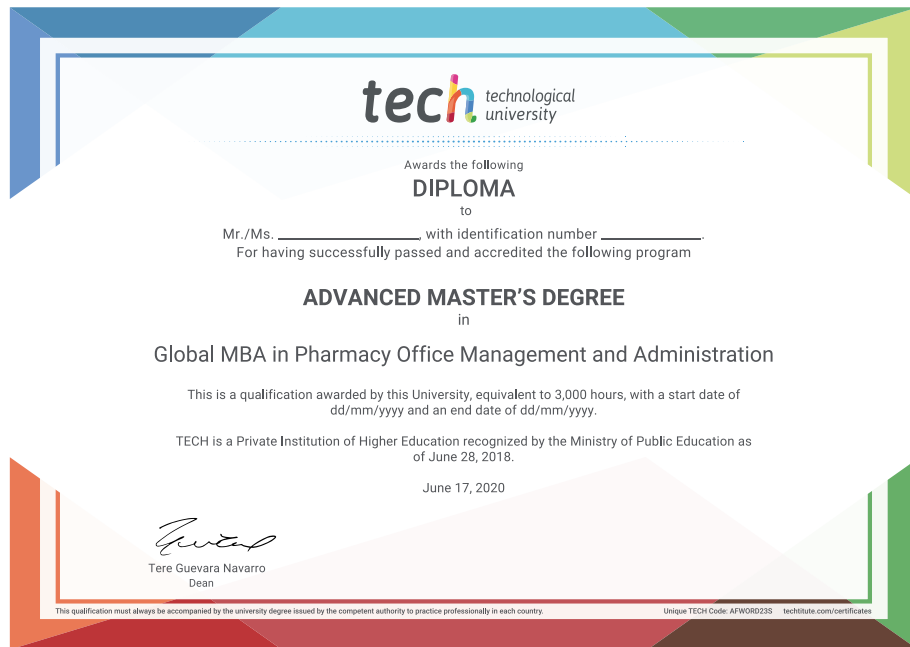 tech technological
university
Awards the following
DIPLOMA
to
Mr./Ms. ____________________, with identification number ______________.
For having successfully passed and accredited the following program
ADVANCED MASTER'S DEGREE
in
Global MBA in Pharmacy Office Management and Administration
This is a qualification awarded by this University, equivalent to 3,000 hours, with a start date of
dd/mm/yyyy and an end date of dd/mm/yyyy.
TECH is a Private Institution of Higher Education recognized by the Ministry of Public Education as
of June 28, 2018.
June 17, 2020
Tere Guevara Navarro
Dean
This qualification must always be accompanied by the university degree issued by the competent authority to practice professionally in each country. Unique TECH Code: AFWORD23S techtitute.com/certificates